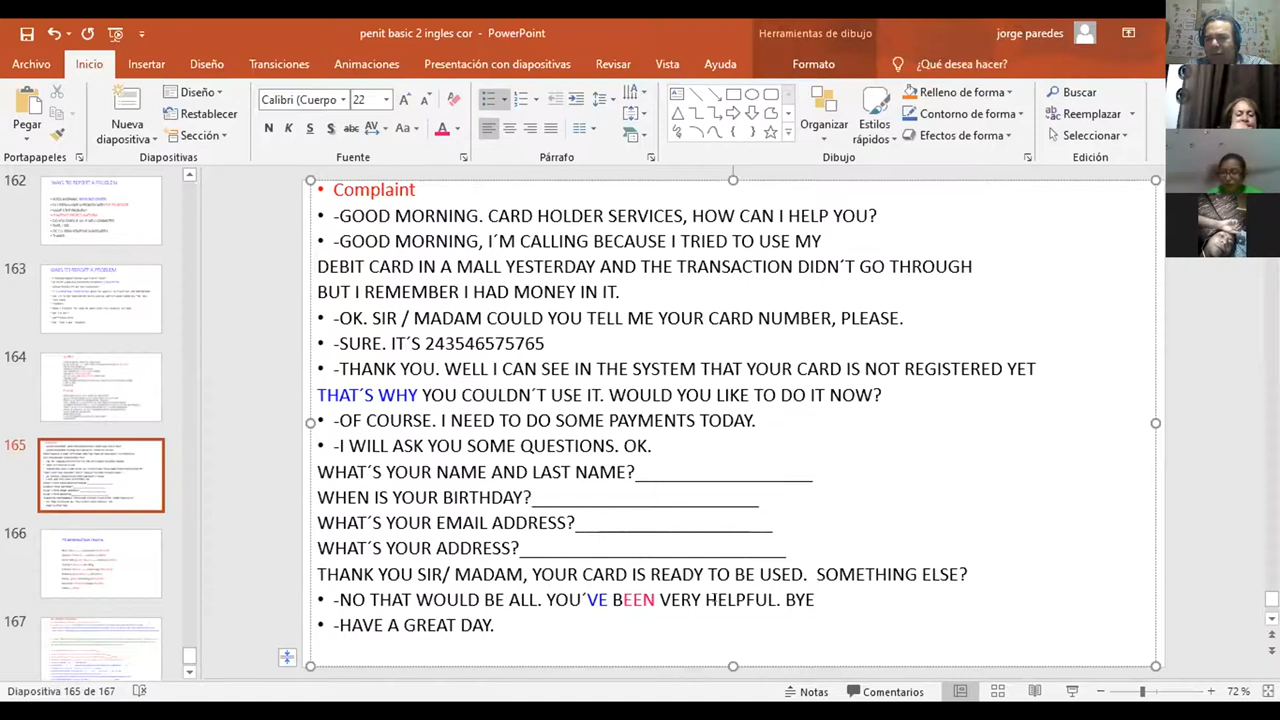 penit basic 2 ingles cor - PowerPoint
Herramientas de dibujo
jorge paredes
Archivo Inicio Insertar Diseño Transiciones Animaciones Presentación con diapositivas Revisar Vista Ayuda Formato ¿Qué desea hacer?
Pegar
Nueva diapositiva
Diseño
Restablecer
Sección
Calibri (Cuerpo 22
N K S abc AV Aa A
Organizar
Estilos rápidos
Relleno de forma
Contorno de forma
Efectos de forma
Buscar
Reemplazar
Seleccionar
Portapapeles Diapositivas Fuente Párrafo Dibujo Edición
162
WAYS TO REPORT A PROBLEM
163
164
165
166
167
• Complaint
-GOOD MORNING. CARD HOLDER SERVICES, HOW CAN I HELP YOU?
• -GOOD MORNING, I´M CALLING BECAUSE I TRIED TO USE MY
DEBIT CARD IN A MALL YESTERDAY AND THE TRANSACTION DIDN´T GO THROUGH
BUT I REMEMBER I HAD MONEY IN IT.
• -OK. SIR / MADAM COULD YOU TELL ME YOUR CARD NUMBER, PLEASE.
• -SURE. IT´S 243546575765
• -THANK YOU. WELL I CAN SEE IN THE SYSTEM THAT YOUR CARD IS NOT REGISTERED YET
THAT´S WHY YOU COULDN´T USE IT. WOULD YOU LIKE TO DO IT NOW?
• -OF COURSE. I NEED TO DO SOME PAYMENTS TODAY.
• -I WILL ASK YOU SOME QUESTIONS. OK.
WHAT´S YOUR NAME AND LAST NAME?
WHEN IS YOUR BIRTHDAY?
WHAT´S YOUR EMAIL ADDRESS?
WHAT´S YOUR ADDRESS?
THANK YOU MY MADAM, YOUR CARD IS READY TO BE USED. SOMETHING ELSE?
• -NO THAT WOULD BE ALL. YOU´VE BEEN VERY HELPFUL. BYE
• -HAVE A GREAT DAY.
Diapositiva 165 de 167
Notas
Comentarios
72 %